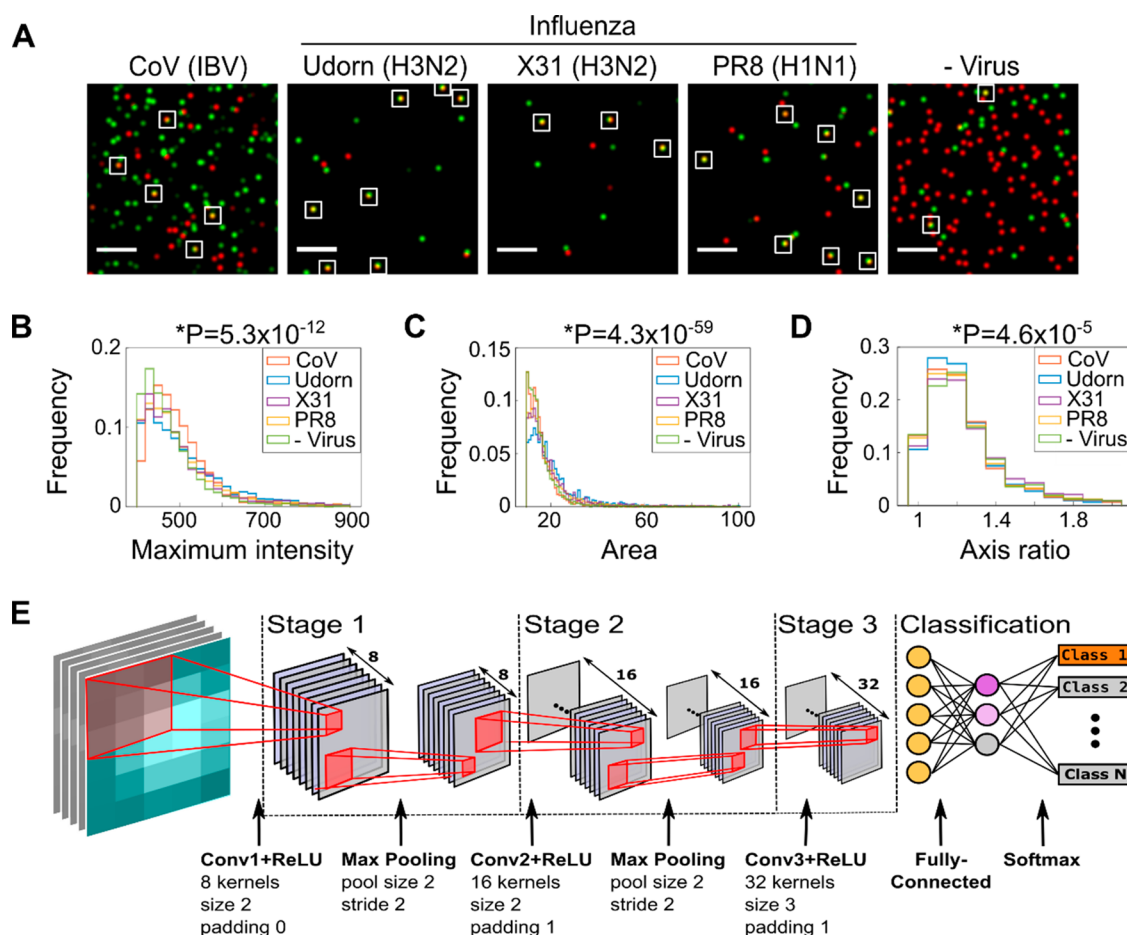 A
Influenza
CoV (IBV)
Udorn (H3N2)
X31 (H3N2)
PR8 (H1N1)
- Virus
B
*P=5.3x10⁻¹²
Frequency
0.2
0.1
0
500
700
900
Maximum intensity
CoV
Udorn
X31
PR8
- Virus
C
*P=4.3x10⁻⁵⁹
Frequency
0.15
0.10
0.05
0
20
60
100
Area
CoV
Udorn
X31
PR8
- Virus
D
*P=4.6x10⁻⁵
Frequency
0.3
0.2
0.1
0
1
1.4
1.8
Axis ratio
CoV
Udorn
X31
PR8
- Virus
E
Stage 1
Stage 2
Stage 3
Classification
8
8
16
16
32
Class 1
Class 2
Class N
Conv1+ReLU
8 kernels
size 2
padding 0
Max Pooling
pool size 2
stride 2
Conv2+ReLU
16 kernels
size 2
padding 1
Max Pooling
pool size 2
stride 2
Conv3+ReLU
32 kernels
size 3
padding 1
Fully-
Connected
Softmax